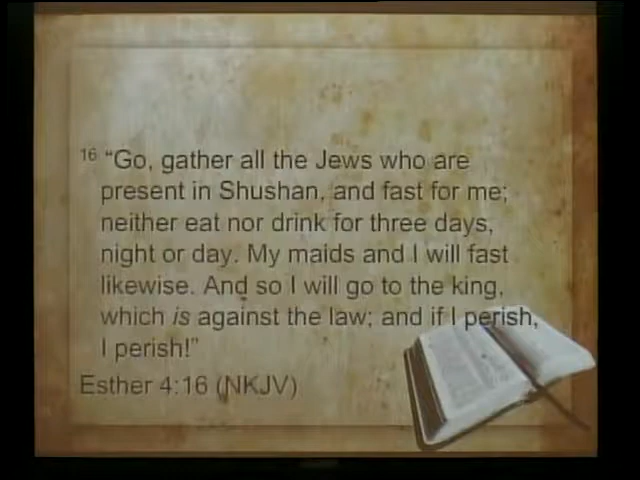 16 “Go, gather all the Jews who are
present in Shushan, and fast for me;
neither eat nor drink for three days,
night or day. My maids and I will fast
likewise. And so I will go to the king,
which is against the law; and if I perish,
I perish!”
Esther 4:16 (NKJV)